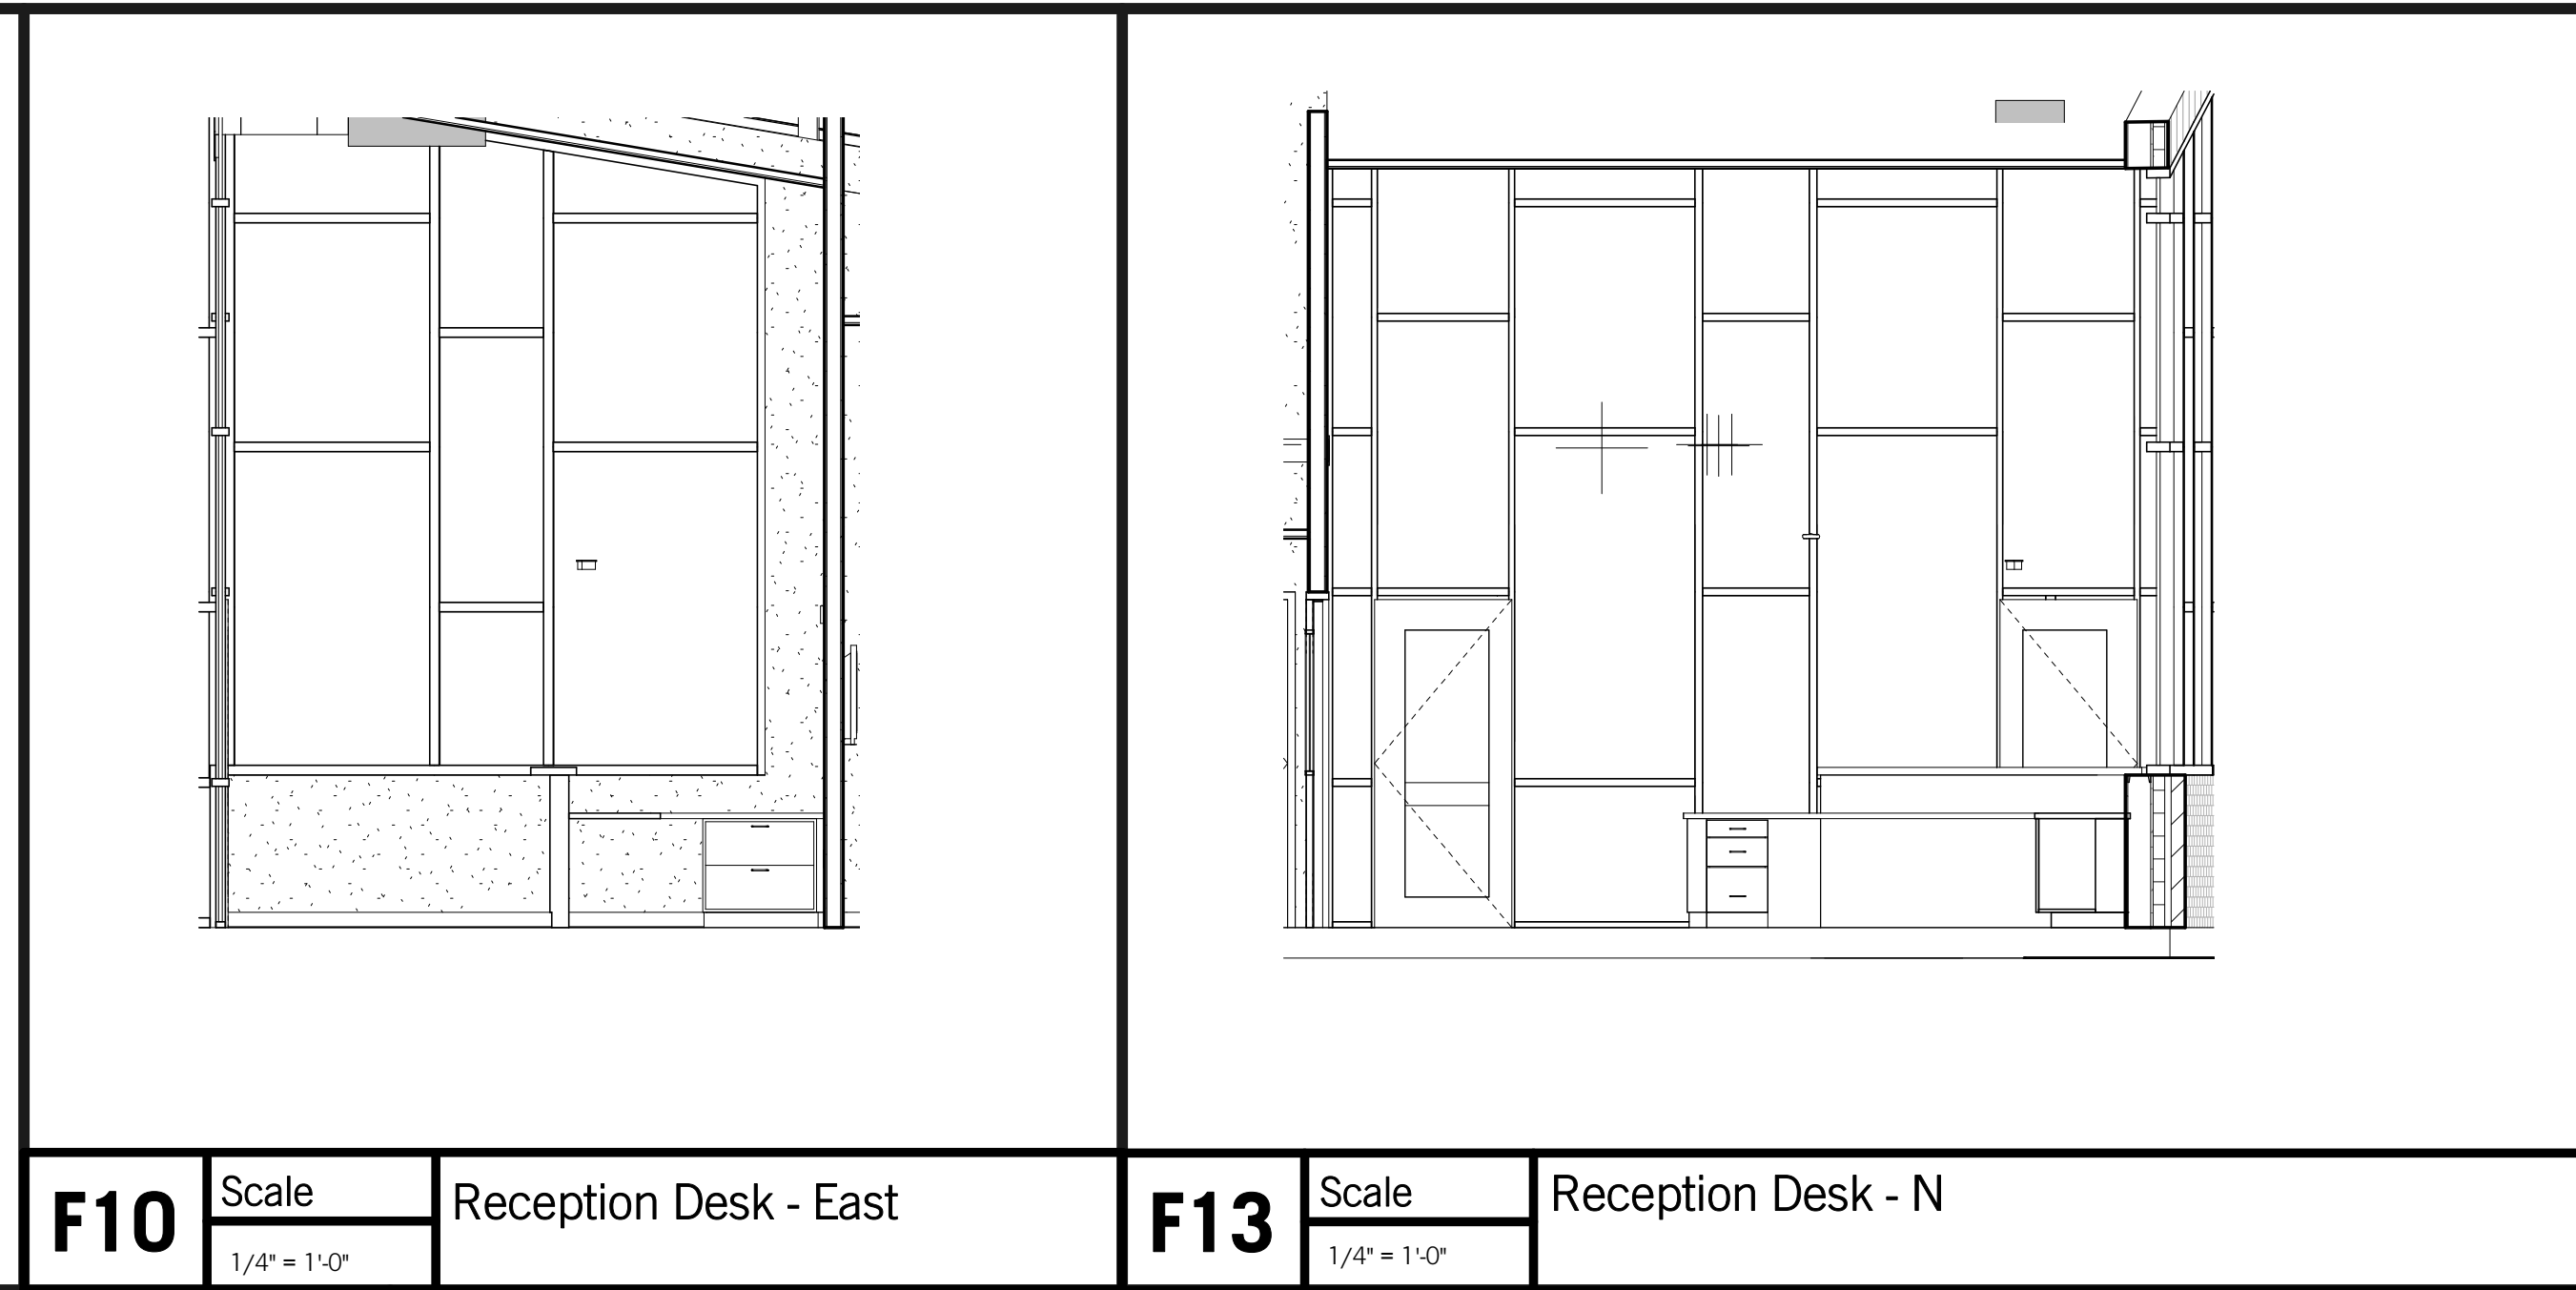 F10
Scale
1/4" = 1'-0"
Reception Desk - East
F13
Scale
1/4" = 1'-0"
Reception Desk - N